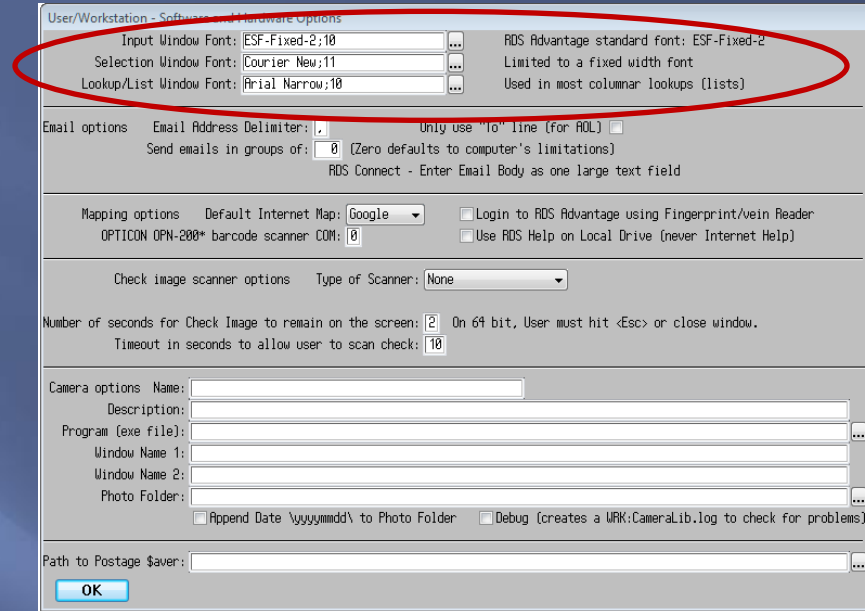 User/Workstation - Software and Hardware Options
Input Window Font: ESF-Fixed-2;10 ... RDS Advantage standard font: ESF-Fixed-2
Selection Window Font: Courier New;11 ... Limited to a fixed width font
Lookup/List Window Font: Arial Narrow;10 ... Used in most columnar lookups (lists)
Email options Email Address Delimiter: , Only use "To" line (for AOL)
Send emails in groups of: 0 (Zero defaults to computer's limitations)
RDS Connect - Enter Email Body as one large text field
Mapping options Default Internet Map: Google Login to RDS Advantage using Fingerprint/vein Reader
OPTICON OPN-200* barcode scanner COM: 0 Use RDS Help on Local Drive (never Internet Help)
Check image scanner options Type of Scanner: None
Number of seconds for Check Image to remain on the screen: 2 On 64 bit, User must hit <Esc> or close window.
Timeout in seconds to allow user to scan check: 10
Camera options Name:
Description:
Program (exe file): ...
Window Name 1:
Window Name 2:
Photo Folder: ...
Append Date \yyyymmdd\ to Photo Folder Debug (creates a WRK:CameraLib.log to check for problems)
Path to Postage $aver: ...
OK